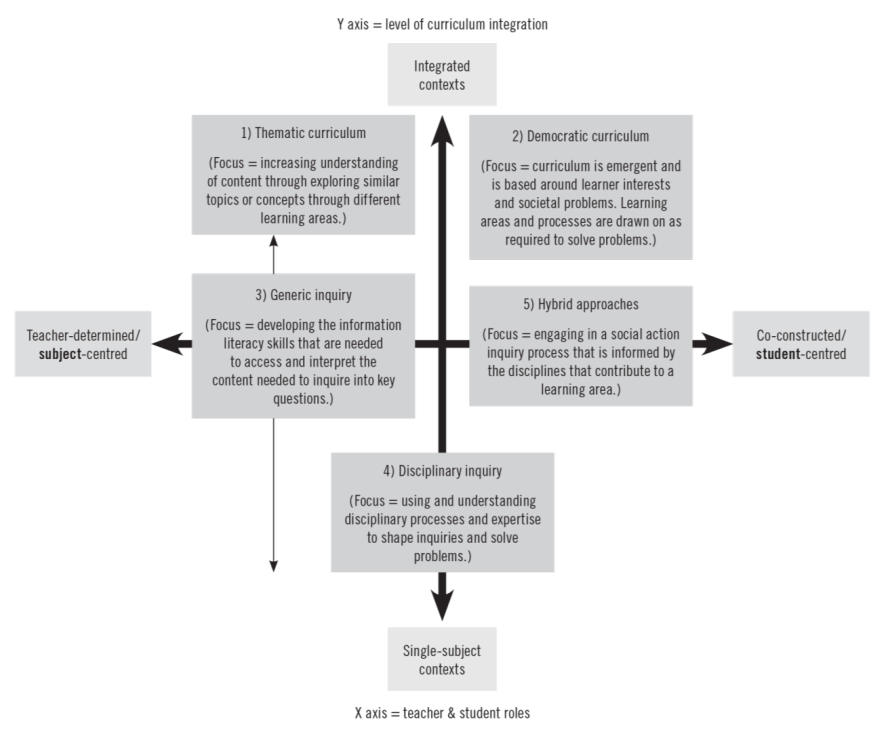 Y axis = level of curriculum integration
Integrated
contexts
1) Thematic curriculum
(Focus = increasing understanding
of content through exploring similar
topics or concepts through different
learning areas.)
2) Democratic curriculum
(Focus = curriculum is emergent and
is based around learner interests
and societal problems. Learning
areas and processes are drawn on as
required to solve problems.)
Teacher-determined/
subject-centred
3) Generic inquiry
(Focus = developing the information
literacy skills that are needed
to access and interpret the
content needed to inquire into key
questions.)
5) Hybrid approaches
(Focus = engaging in a social action
inquiry process that is informed by
the disciplines that contribute to a
learning area.)
Co-constructed/
student-centred
4) Disciplinary inquiry
(Focus = using and understanding
disciplinary processes and expertise
to shape inquiries and solve
problems.)
Single-subject
contexts
X axis = teacher & student roles